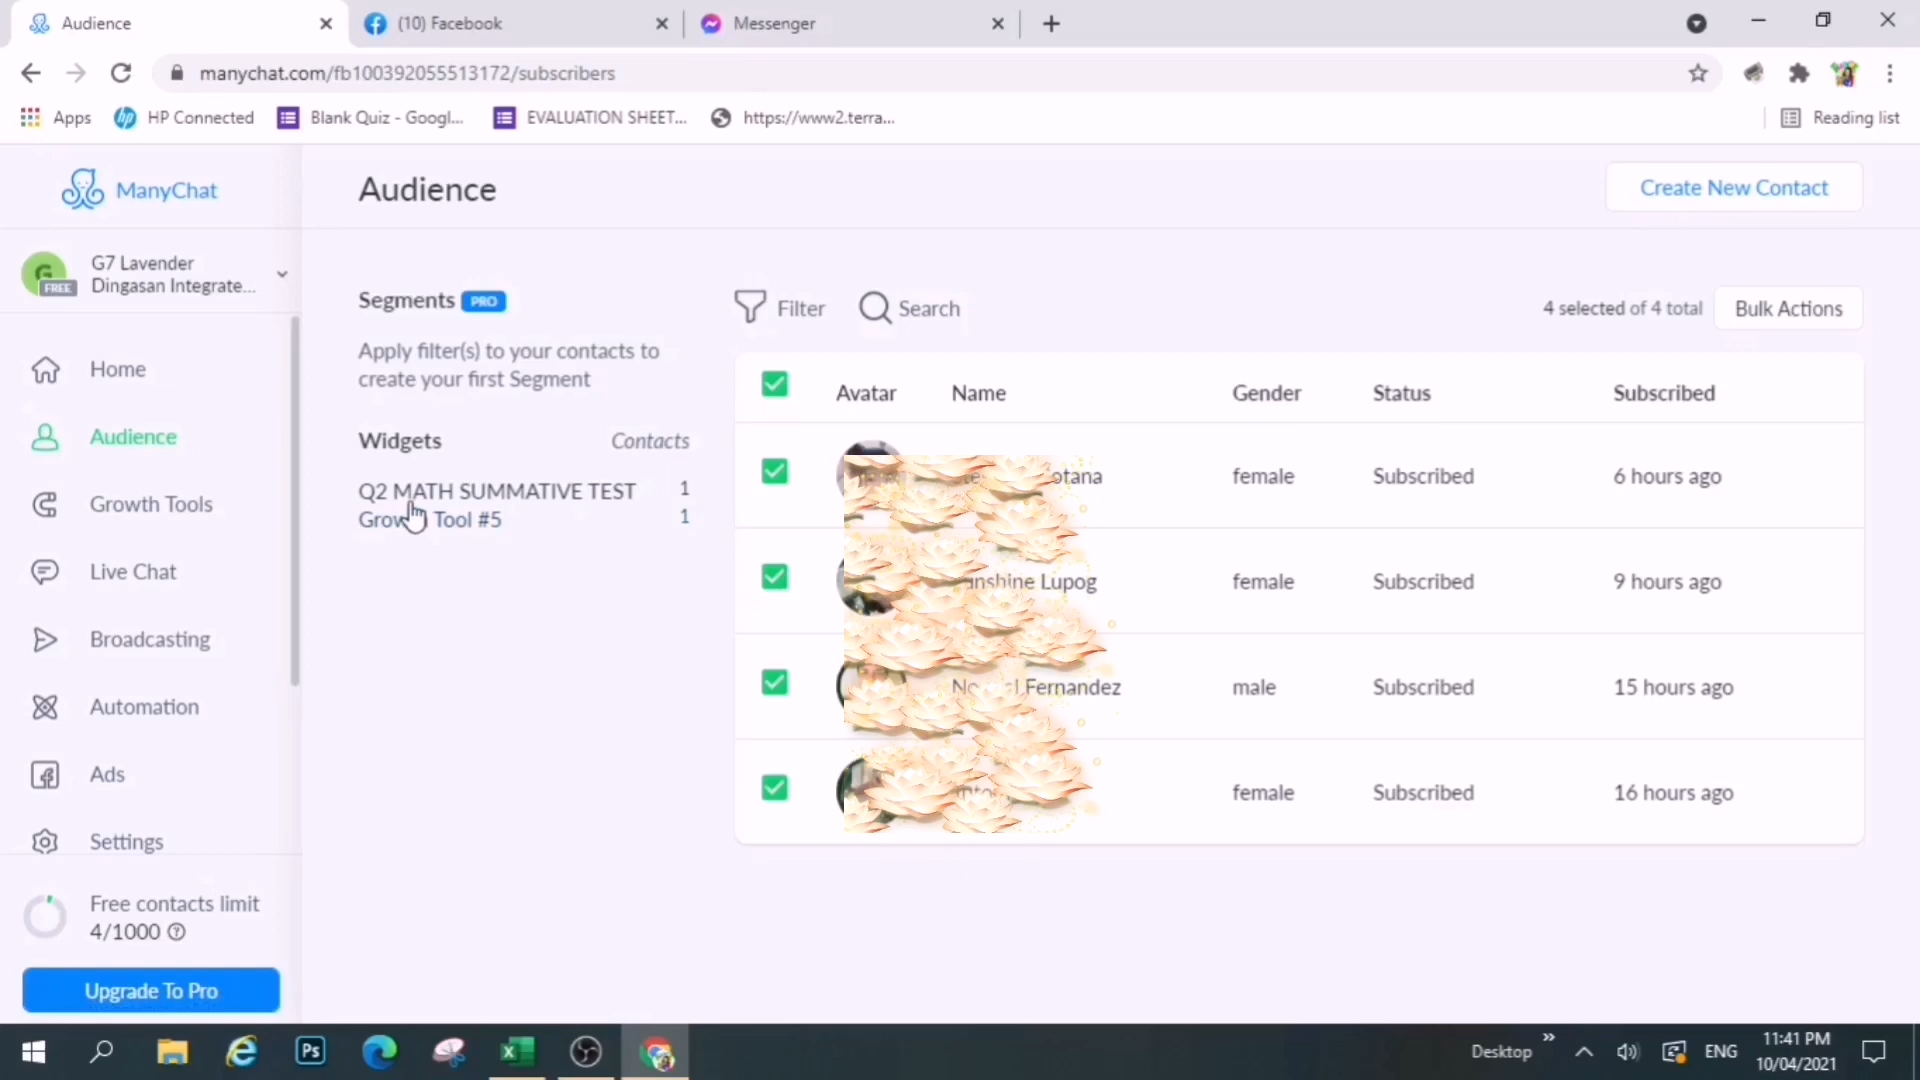 Audience
(10) Facebook
Messenger
manychat.com/fb100392055513172/subscribers
Apps
HP Connected
Blank Quiz - Googl...
EVALUATION SHEET...
https://www2.terra...
Reading list
ManyChat
Audience
Create New Contact
G7 Lavender
Dingasan Integrate...
G
FREE
Segments PRO
Apply filter(s) to your contacts to
create your first Segment
Filter
Search
4 selected of 4 total
Bulk Actions
Widgets Contacts
Q2 MATH SUMMATIVE TEST 1
Tool #5 1
Avatar Name Gender Status Subscribed
female Subscribed 6 hours ago
Lupog female Subscribed 9 hours ago
Fernandez male Subscribed 15 hours ago
female Subscribed 16 hours ago
Home
Audience
Growth Tools
Live Chat
Broadcasting
Automation
Ads
Settings
Free contacts limit
4/1000
Upgrade To Pro
Ps
Desktop
ENG
11:41 PM
10/04/2021